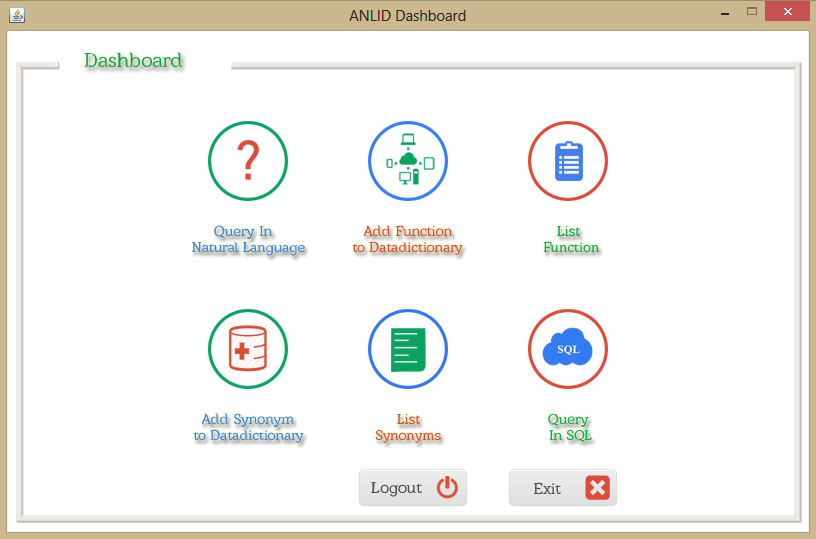 ANLID Dashboard
Dashboard
?
Query In
Natural Language
Add Function
to Datadictionary
List
Function
SQL
Add Synonym
to Datadictionary
List
Synonyms
Query
In SQL
Logout
Exit